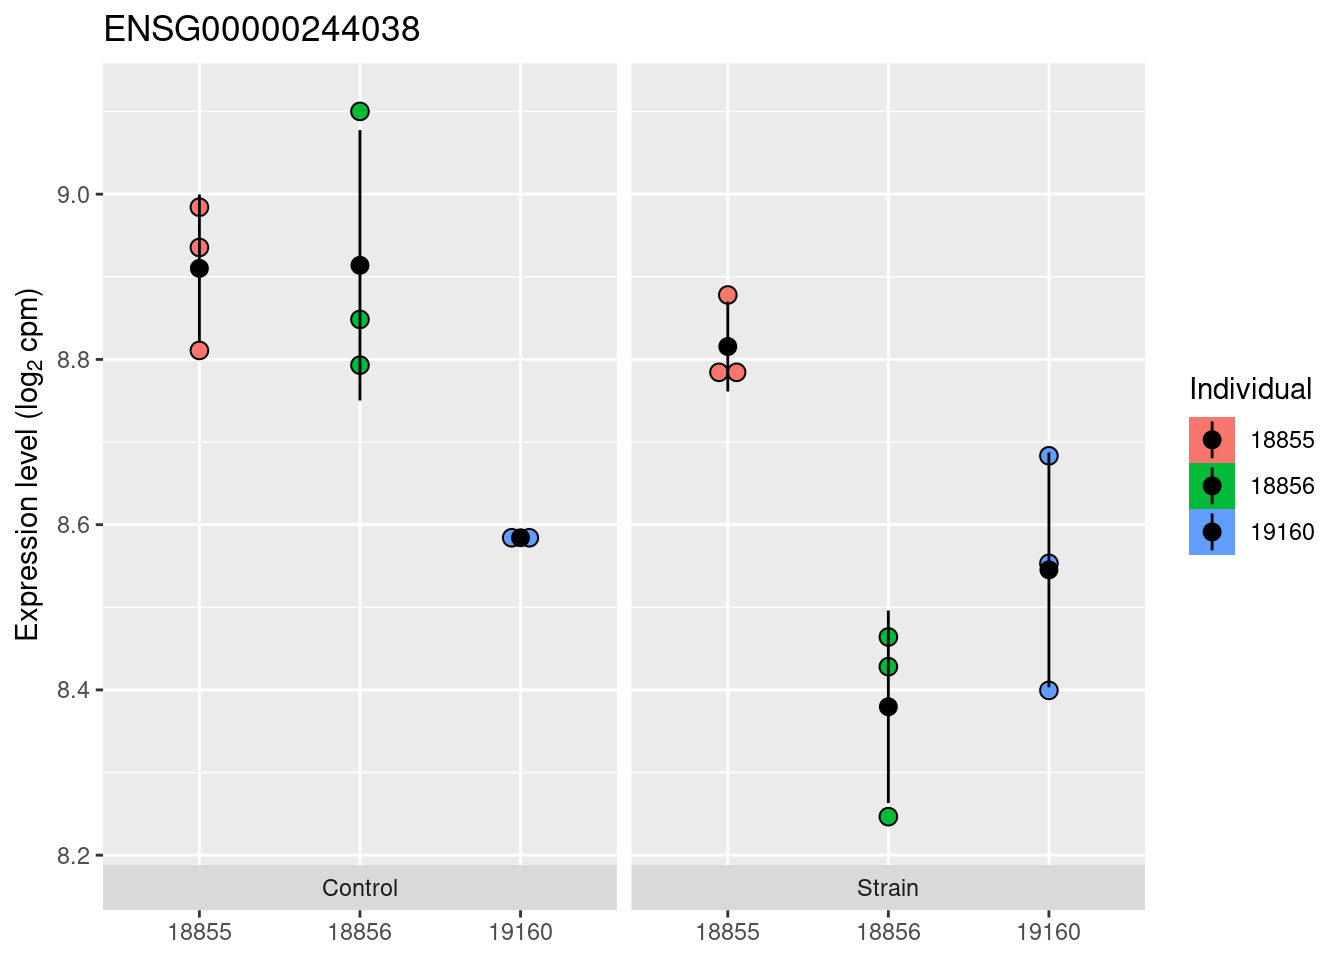 ENSG00000244038
Expression level (log₂ cpm)
9.0
8.8
8.6
8.4
8.2
Control
Strain
18855 18856 19160
18855 18856 19160
Individual
18855
18856
19160